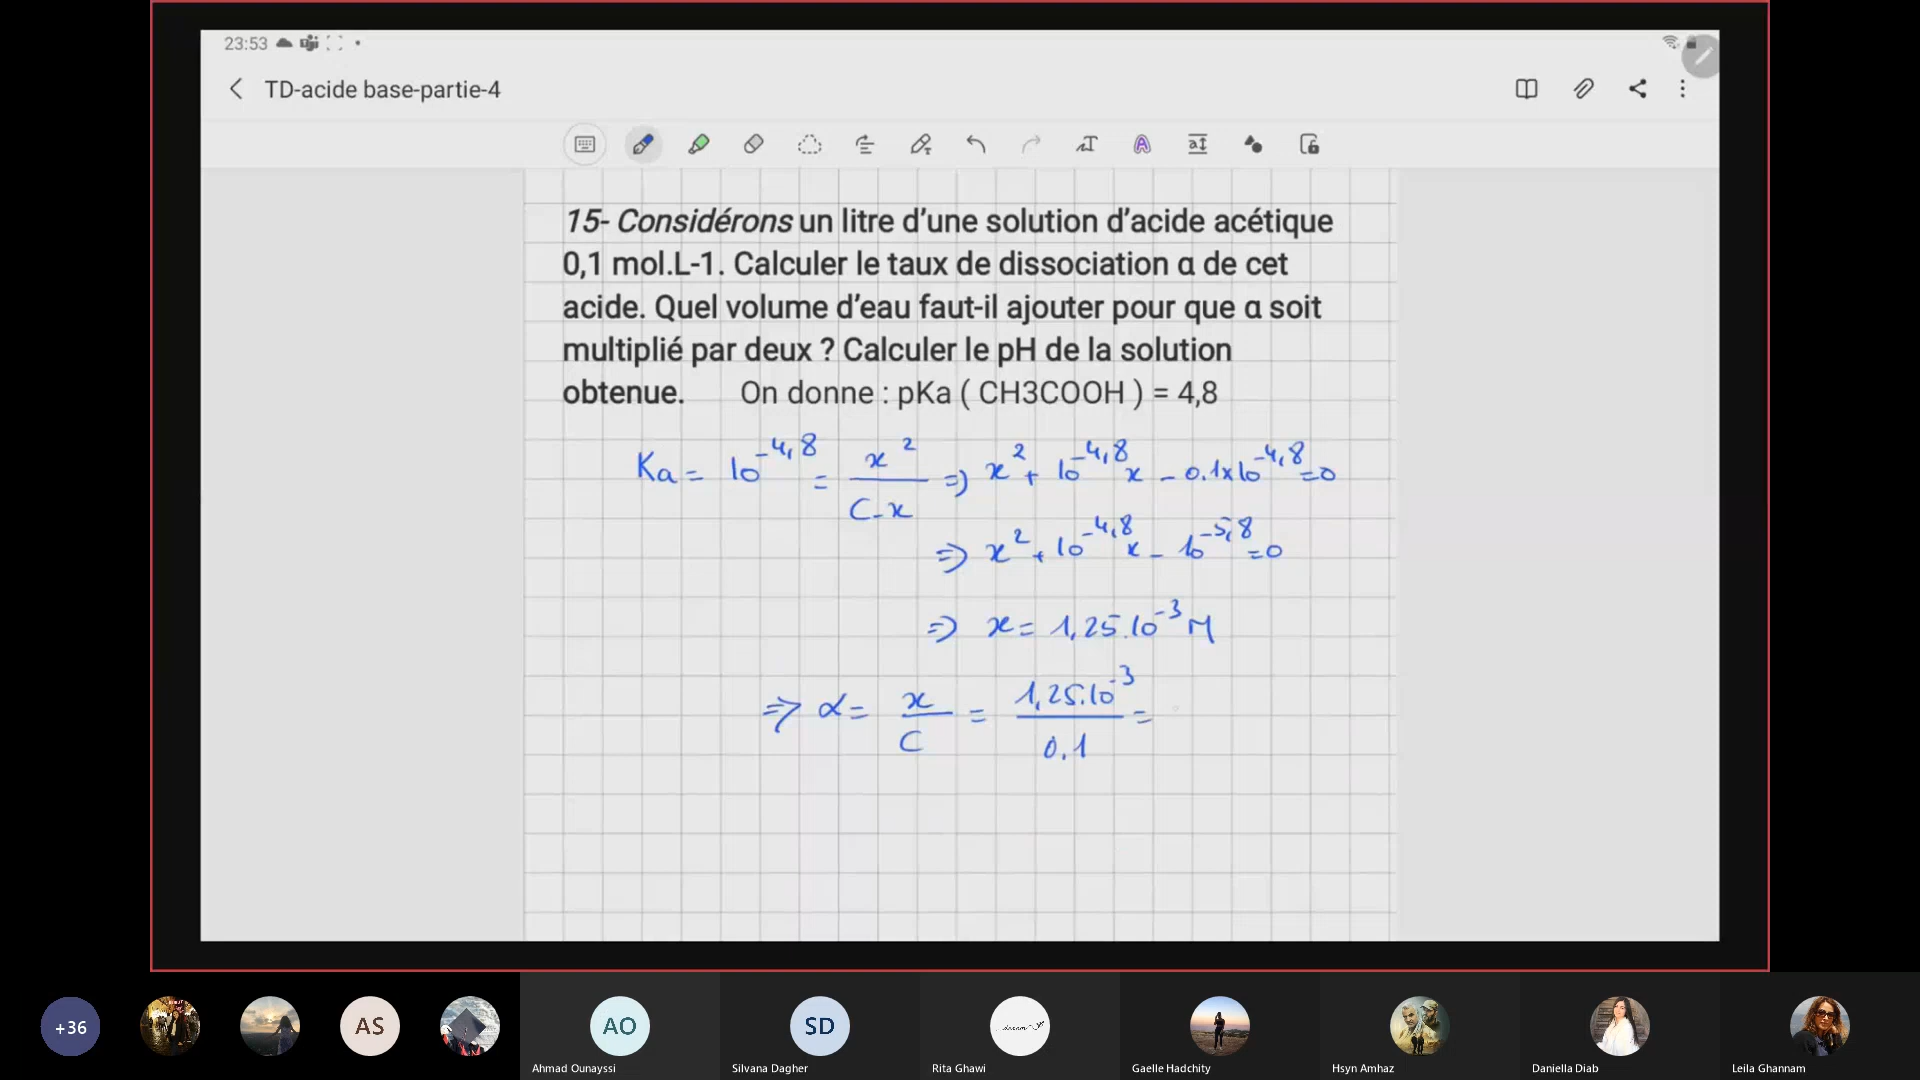 23:53
TD-acide base-partie-4
15- Considérons un litre d’une solution d’acide acétique
0,1 mol.L-1. Calculer le taux de dissociation α de cet
acide. Quel volume d’eau faut-il ajouter pour que α soit
multiplié par deux ? Calculer le pH de la solution
obtenue. On donne : pKa ( CH3COOH ) = 4,8
Ka = 10^-4,8 = x^2 / (C-x) => x^2 + 10^-4,8 x - 0.1x10^-4,8 = 0
=> x^2 + 10^-4,8 x - 10^-5,8 = 0
=> x = 1,25.10^-3 M
=> α = x / C = 1,25.10^-3 / 0.1 =
+36
AS
AO
SD
dream
Ahmad Ounayssi
Silvana Dagher
Rita Ghawi
Gaelle Hadchity
Hsyn Amhaz
Daniella Diab
Leila Ghannam